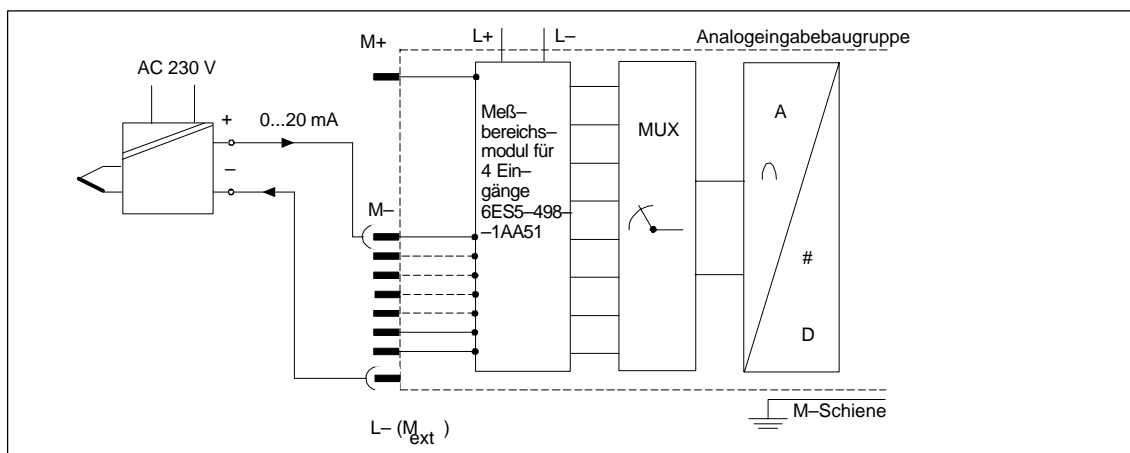 L+ L–
Analogeingabebaugruppe
M+
AC 230 V
+
0...20 mA
–
Meß–
bereichs–
modul für
4 Ein–
gänge
6ES5–498–
–1AA51
MUX
A
M–
#
D
M–Schiene
L– (Mext )